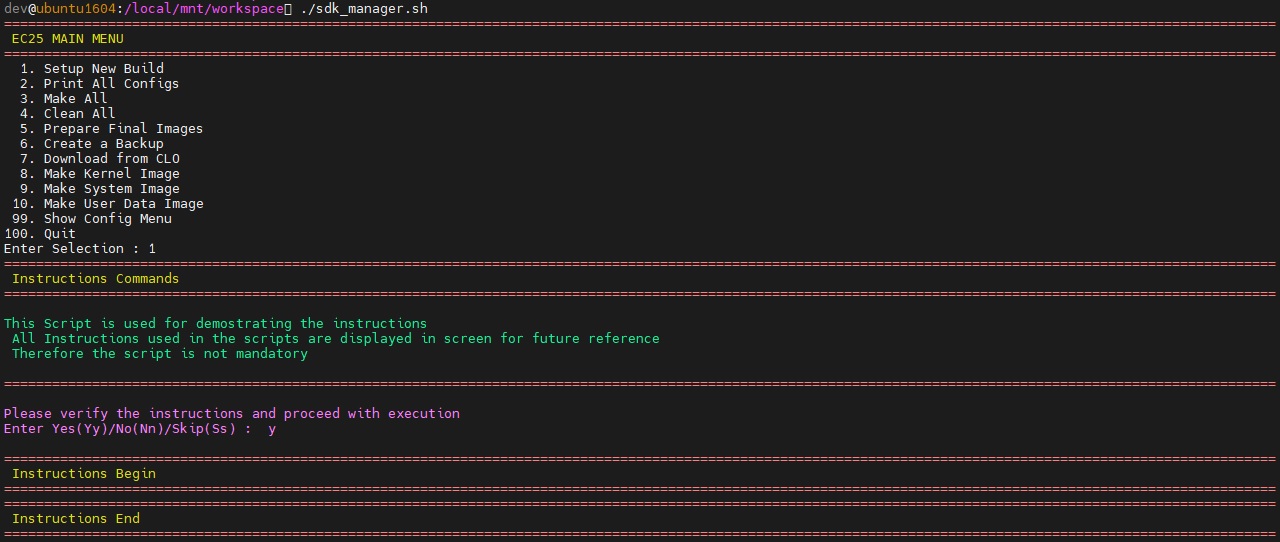 dev@ubuntu1604:/local/mnt/workspace ./sdk_manager.sh
===============================================================================================================================================================
EC25 MAIN MENU
===============================================================================================================================================================
1. Setup New Build
2. Print All Configs
3. Make All
4. Clean All
5. Prepare Final Images
6. Create a Backup
7. Download from CLO
8. Make Kernel Image
9. Make System Image
10. Make User Data Image
99. Show Config Menu
100. Quit
Enter Selection : 1
===============================================================================================================================================================
Instructions Commands
===============================================================================================================================================================
This Script is used for demostrating the instructions
All Instructions used in the scripts are displayed in screen for future reference
Therefore the script is not mandatory
===============================================================================================================================================================
Please verify the instructions and proceed with execution
Enter Yes(Yy)/No(Nn)/Skip(Ss) :  y
===============================================================================================================================================================
Instructions Begin
===============================================================================================================================================================
===============================================================================================================================================================
Instructions End
===============================================================================================================================================================